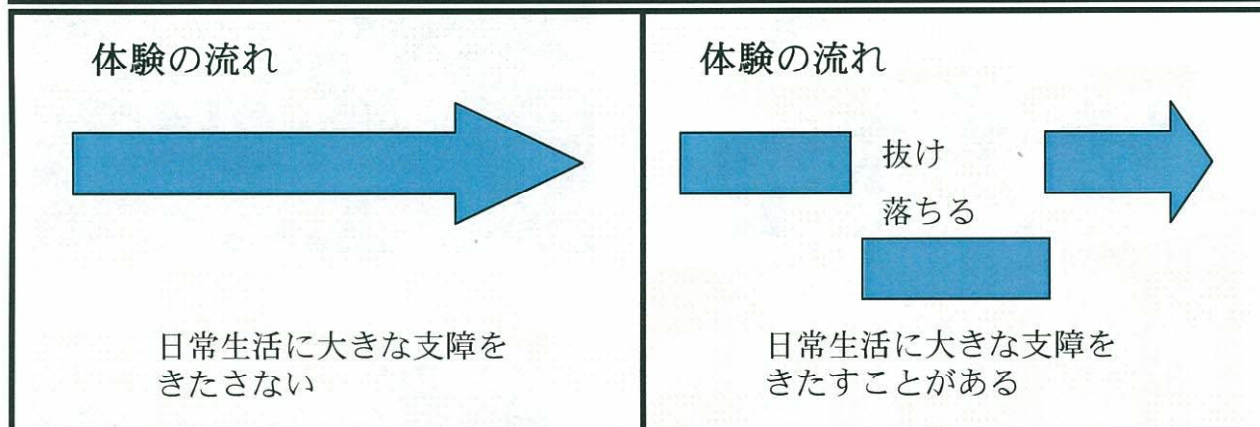 体験の流れ
日常生活に大きな支障を
きたさない
体験の流れ
抜け
落ちる
日常生活に大きな支障を
きたすことがある